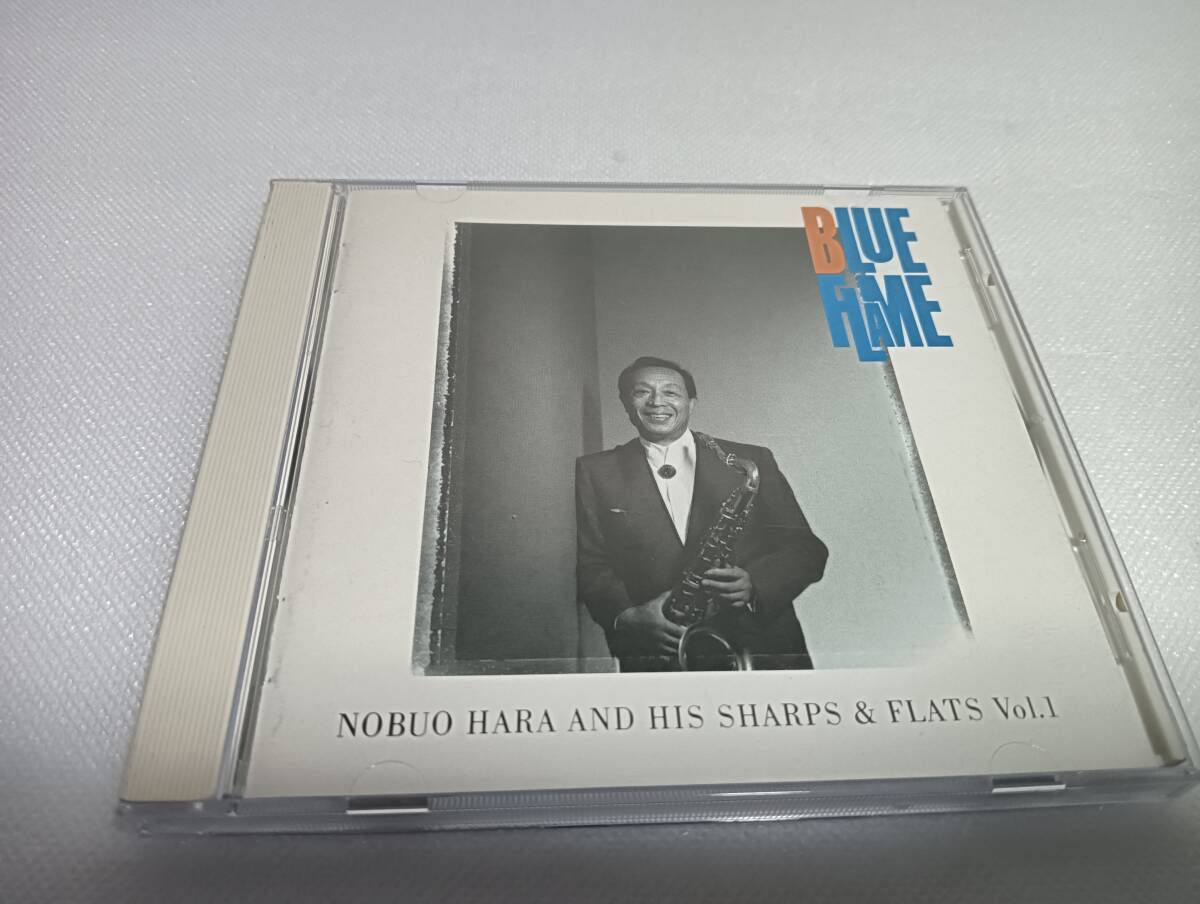 BLUE
FLAME
NOBUO HARA AND HIS SHARPS & FLATS Vol.1